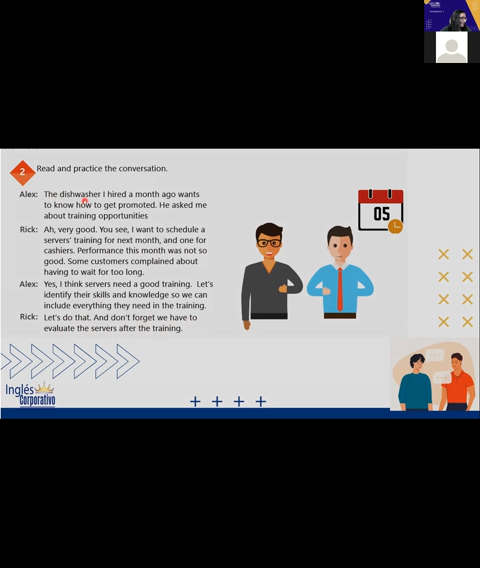 2 Read and practice the conversation.
Alex: The dishwasher I hired a month ago wants
to know how to get promoted. He asked me
about training opportunities
Rick: Ah, very good. You see, I want to schedule a
servers' training for next month, and one for
cashiers. Performance this month was not so
good. Some customers complained about
having to wait for too long.
Alex: Yes, I think servers need a good training. Let's
identify their skills and knowledge so we can
include everything they need in the training.
Rick: Let's do that. And don't forget we have to
evaluate the servers after the training.
05
Inglés
Corporativo